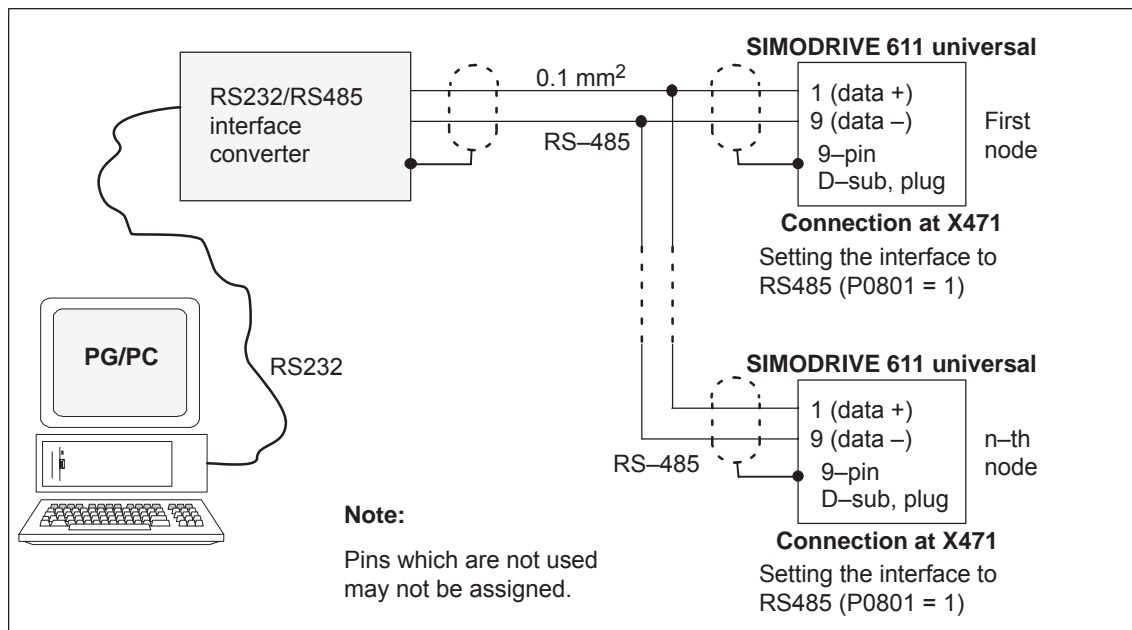 SIMODRIVE 611 universal
RS232/RS485
interface
converter
0.1 mm²
RS–485
1 (data +)
9 (data –)
9–pin
D–sub, plug
First
node
Connection at X471
Setting the interface to
RS485 (P0801 = 1)
PG/PC
RS232
SIMODRIVE 611 universal
1 (data +)
9 (data –)
9–pin
D–sub, plug
n–th
node
RS–485
Connection at X471
Setting the interface to
RS485 (P0801 = 1)
Note:
Pins which are not used
may not be assigned.